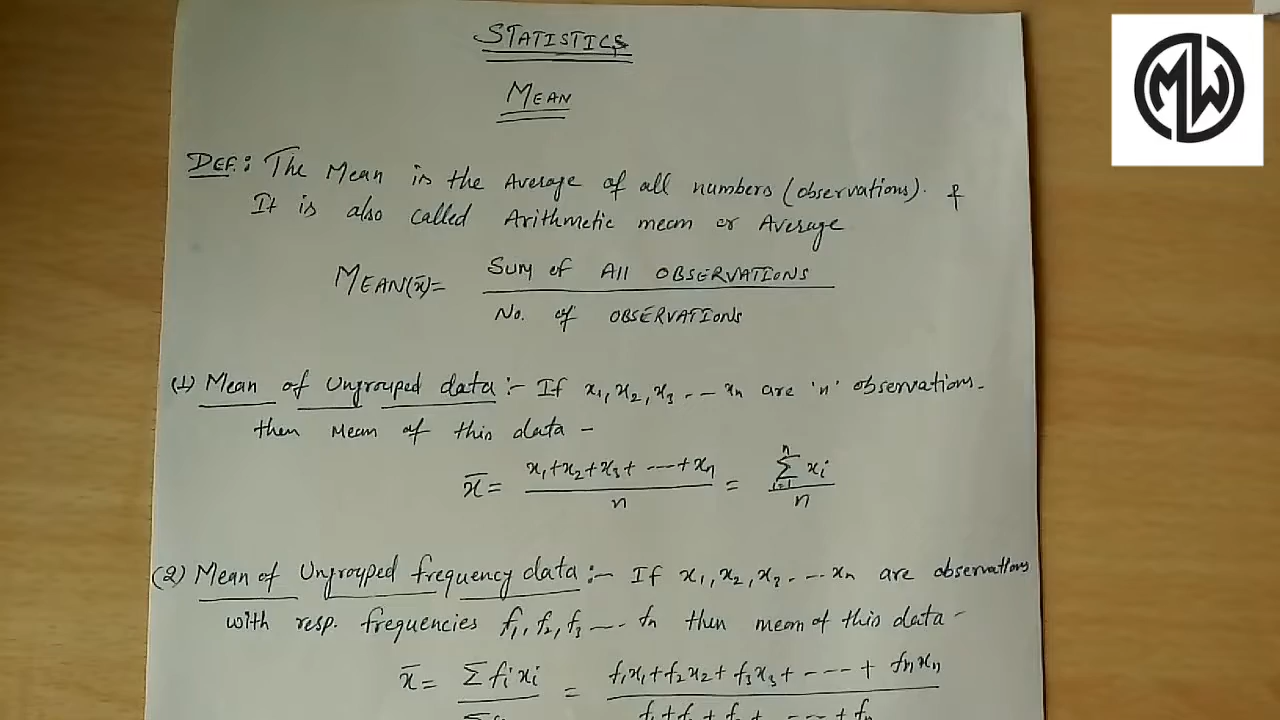 STATISTICS
MEAN
MW
DEF.: The Mean is the Average of all numbers (observations). &
It is also called Arithmetic mean or Average
MEAN(x̄)= Sum of All OBSERVATIONS
No. of OBSERVATIONS
(1) Mean of Ungrouped data :- If x₁, x₂, x₃ - - xₙ are 'n' observations-
then Mean of this data -
x̄ = x₁+x₂+x₃+ ---+xₙ / n = Σⁿᵢ₌₁ xᵢ / n
(2) Mean of Ungrouped frequency data :- If x₁, x₂, x₃ - -- xₙ are observations
with resp. frequencies f₁, f₂, f₃ --- fₙ then mean of this data -
x̄ = Σfᵢxᵢ = f₁x₁+f₂x₂+f₃x₃+ ----+ fₙxₙ